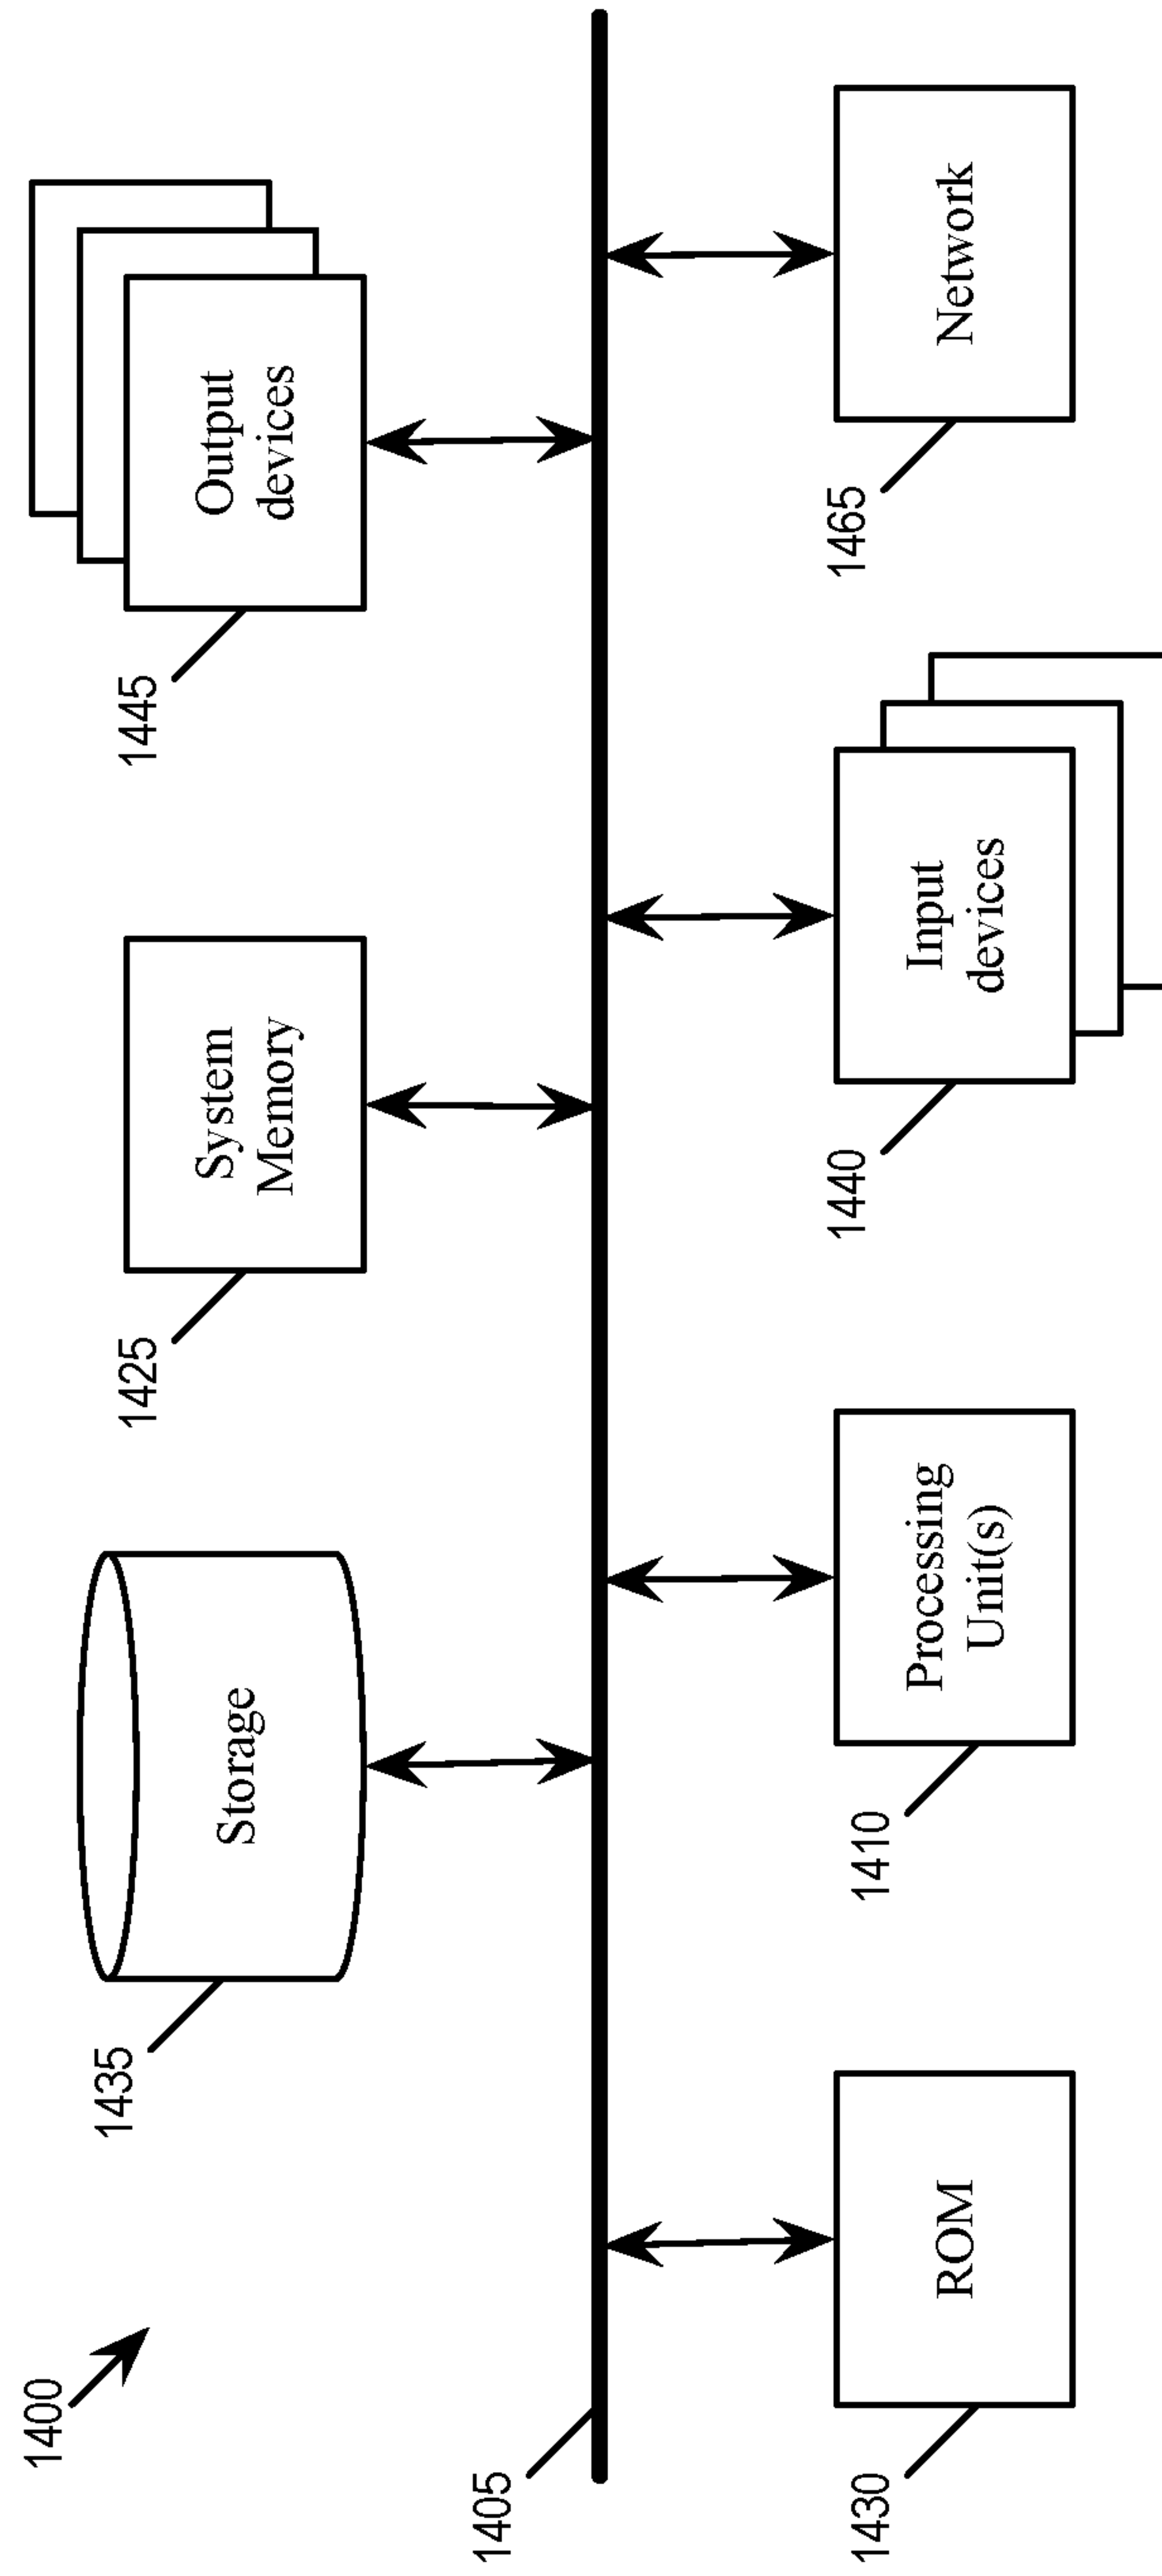 1400
1435
Storage
1425
System
Memory
1445
Output
devices
1405
1430
ROM
1410
Processing
Unit(s)
1440
Input
devices
1465
Network